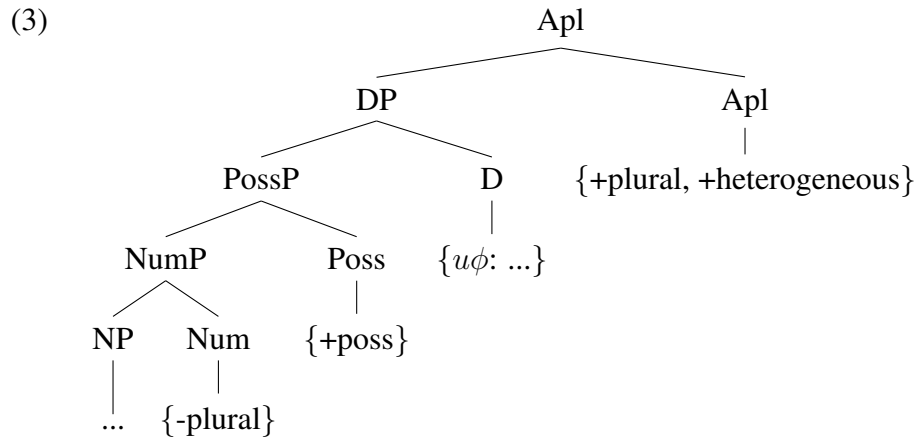 (3) Apl
DP Apl
PossP D {+plural, +heterogeneous}
NumP Poss {uϕ: ...}
NP Num {+poss}
... {-plural}